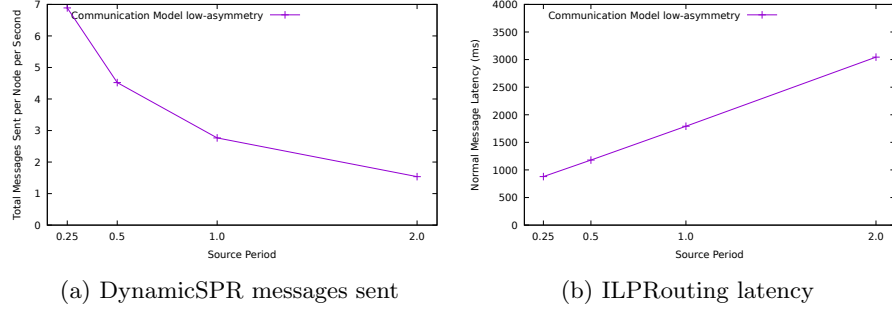 Communication Model low-asymmetry
Total Messages Sent per Node per Second
7
6
5
4
3
2
1
0
0.25 0.5 1.0 2.0
Source Period
(a) DynamicSPR messages sent
Communication Model low-asymmetry
Normal Message Latency (ms)
4000
3500
3000
2500
2000
1500
1000
500
0
0.25 0.5 1.0 2.0
Source Period
(b) ILPRouting latency